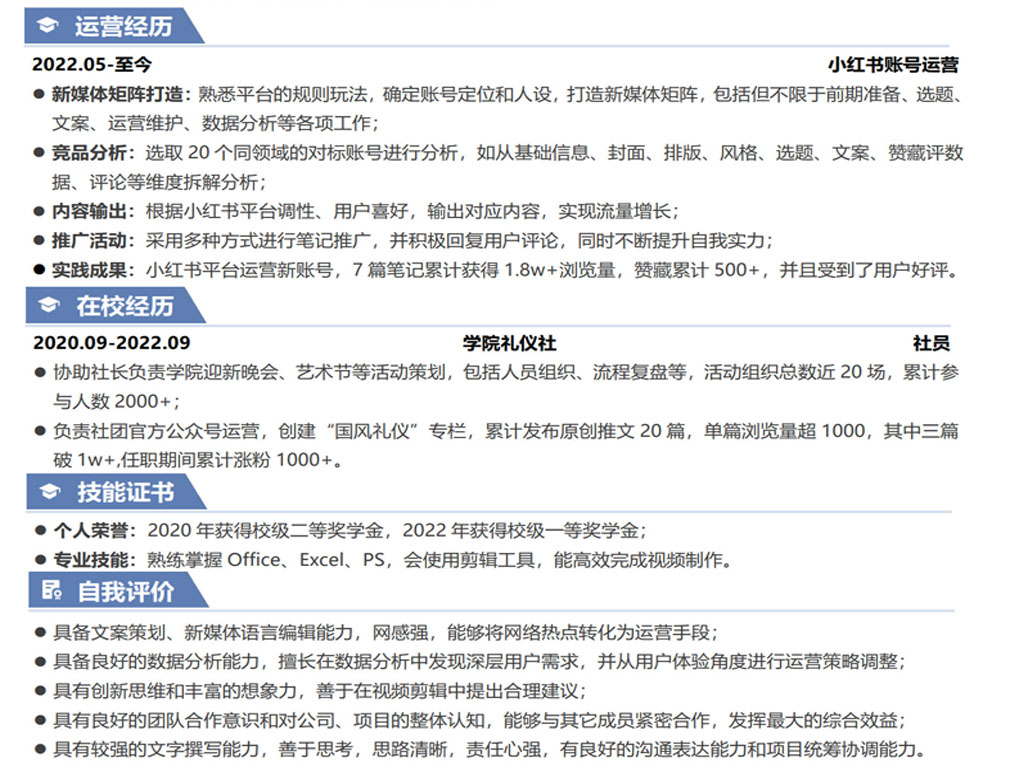 运营经历
2022.05-至今 小红书账号运营
● 新媒体矩阵打造：熟悉平台的规则玩法，确定账号定位和人设，打造新媒体矩阵，包括但不限于前期准备、选题、
文案、运营维护、数据分析等各项工作；
● 竞品分析：选取 20 个同领域的对标账号进行分析，如从基础信息、封面、排版、风格、选题、文案、赞藏评数
据、评论等维度拆解分析；
● 内容输出：根据小红书平台调性、用户喜好，输出对应内容，实现流量增长；
● 推广活动：采用多种方式进行笔记推广，并积极回复用户评论，同时不断提升自我实力；
● 实践成果：小红书平台运营新账号，7 篇笔记累计获得 1.8w+浏览量，赞藏累计 500+，并且受到了用户好评。
在校经历
2020.09-2022.09 学院礼仪社 社员
● 协助社长负责学院迎新晚会、艺术节等活动策划，包括人员组织、流程复盘等，活动组织总数近 20 场，累计参
与人数 2000+；
● 负责社团官方公众号运营，创建“国风礼仪”专栏，累计发布原创推文 20 篇，单篇浏览量超 1000，其中三篇
破 1w+,任职期间累计涨粉 1000+。
技能证书
● 个人荣誉：2020 年获得校级二等奖学金，2022 年获得校级一等奖学金；
● 专业技能：熟练掌握 Office、Excel、PS，会使用剪辑工具，能高效完成视频制作。
自我评价
● 具备文案策划、新媒体语言编辑能力，网感强，能够将网络热点转化为运营手段；
● 具备良好的数据分析能力，擅长在数据分析中发现深层用户需求，并从用户体验角度进行运营策略调整；
● 具有创新思维和丰富的想象力，善于在视频剪辑中提出合理建议；
● 具有良好的团队合作意识和对公司、项目的整体认知，能够与其它成员紧密合作，发挥最大的综合效益；
● 具有较强的文字撰写能力，善于思考，思路清晰，责任心强，有良好的沟通表达能力和项目统筹协调能力。